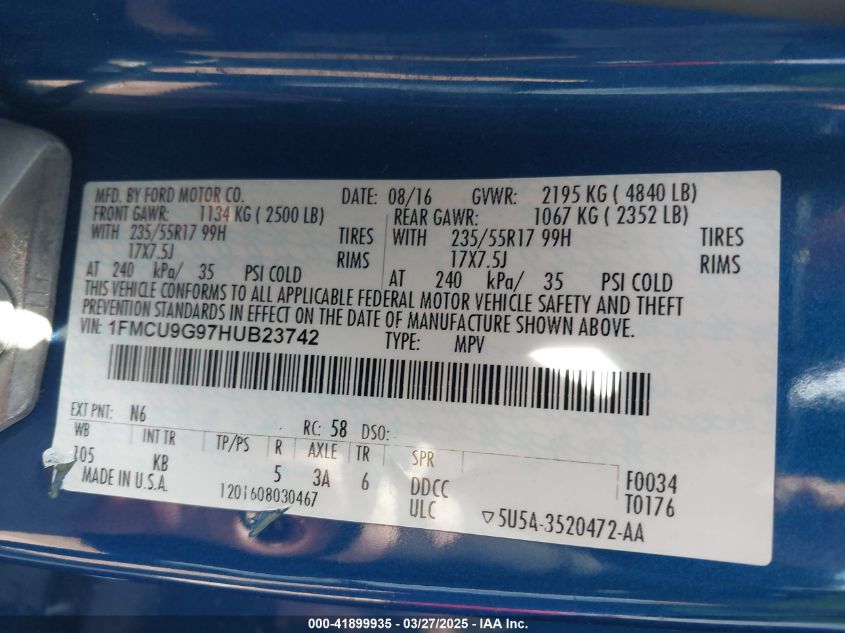 MFD. BY FORD MOTOR CO. DATE: 08/16 GVWR: 2195 KG ( 4840 LB)
FRONT GAWR: 1134 KG ( 2500 LB) REAR GAWR: 1067 KG ( 2352 LB)
WITH 235/55R17 99H TIRES WITH 235/55R17 99H TIRES
17X7.5J RIMS 17X7.5J RIMS
AT 240 kPa/ 35 PSI COLD AT 240 kPa/ 35 PSI COLD
THIS VEHICLE CONFORMS TO ALL APPLICABLE FEDERAL MOTOR VEHICLE SAFETY AND THEFT
PREVENTION STANDARDS IN EFFECT ON THE DATE OF MANUFACTURE SHOWN ABOVE.
VIN: 1FMCU9G97HUB23742 TYPE: MPV
EXT PNT: N6 RC: 58 DSO:
WB INT TR TP/PS R AXLE TR SPR
105 KB 5 3A 6 DDCC F0034
MADE IN U.S.A. 1201608030467 ULC T0176
▽5U5A-3520472-AA
000-41899935 - 03/27/2025 - IAAI.com